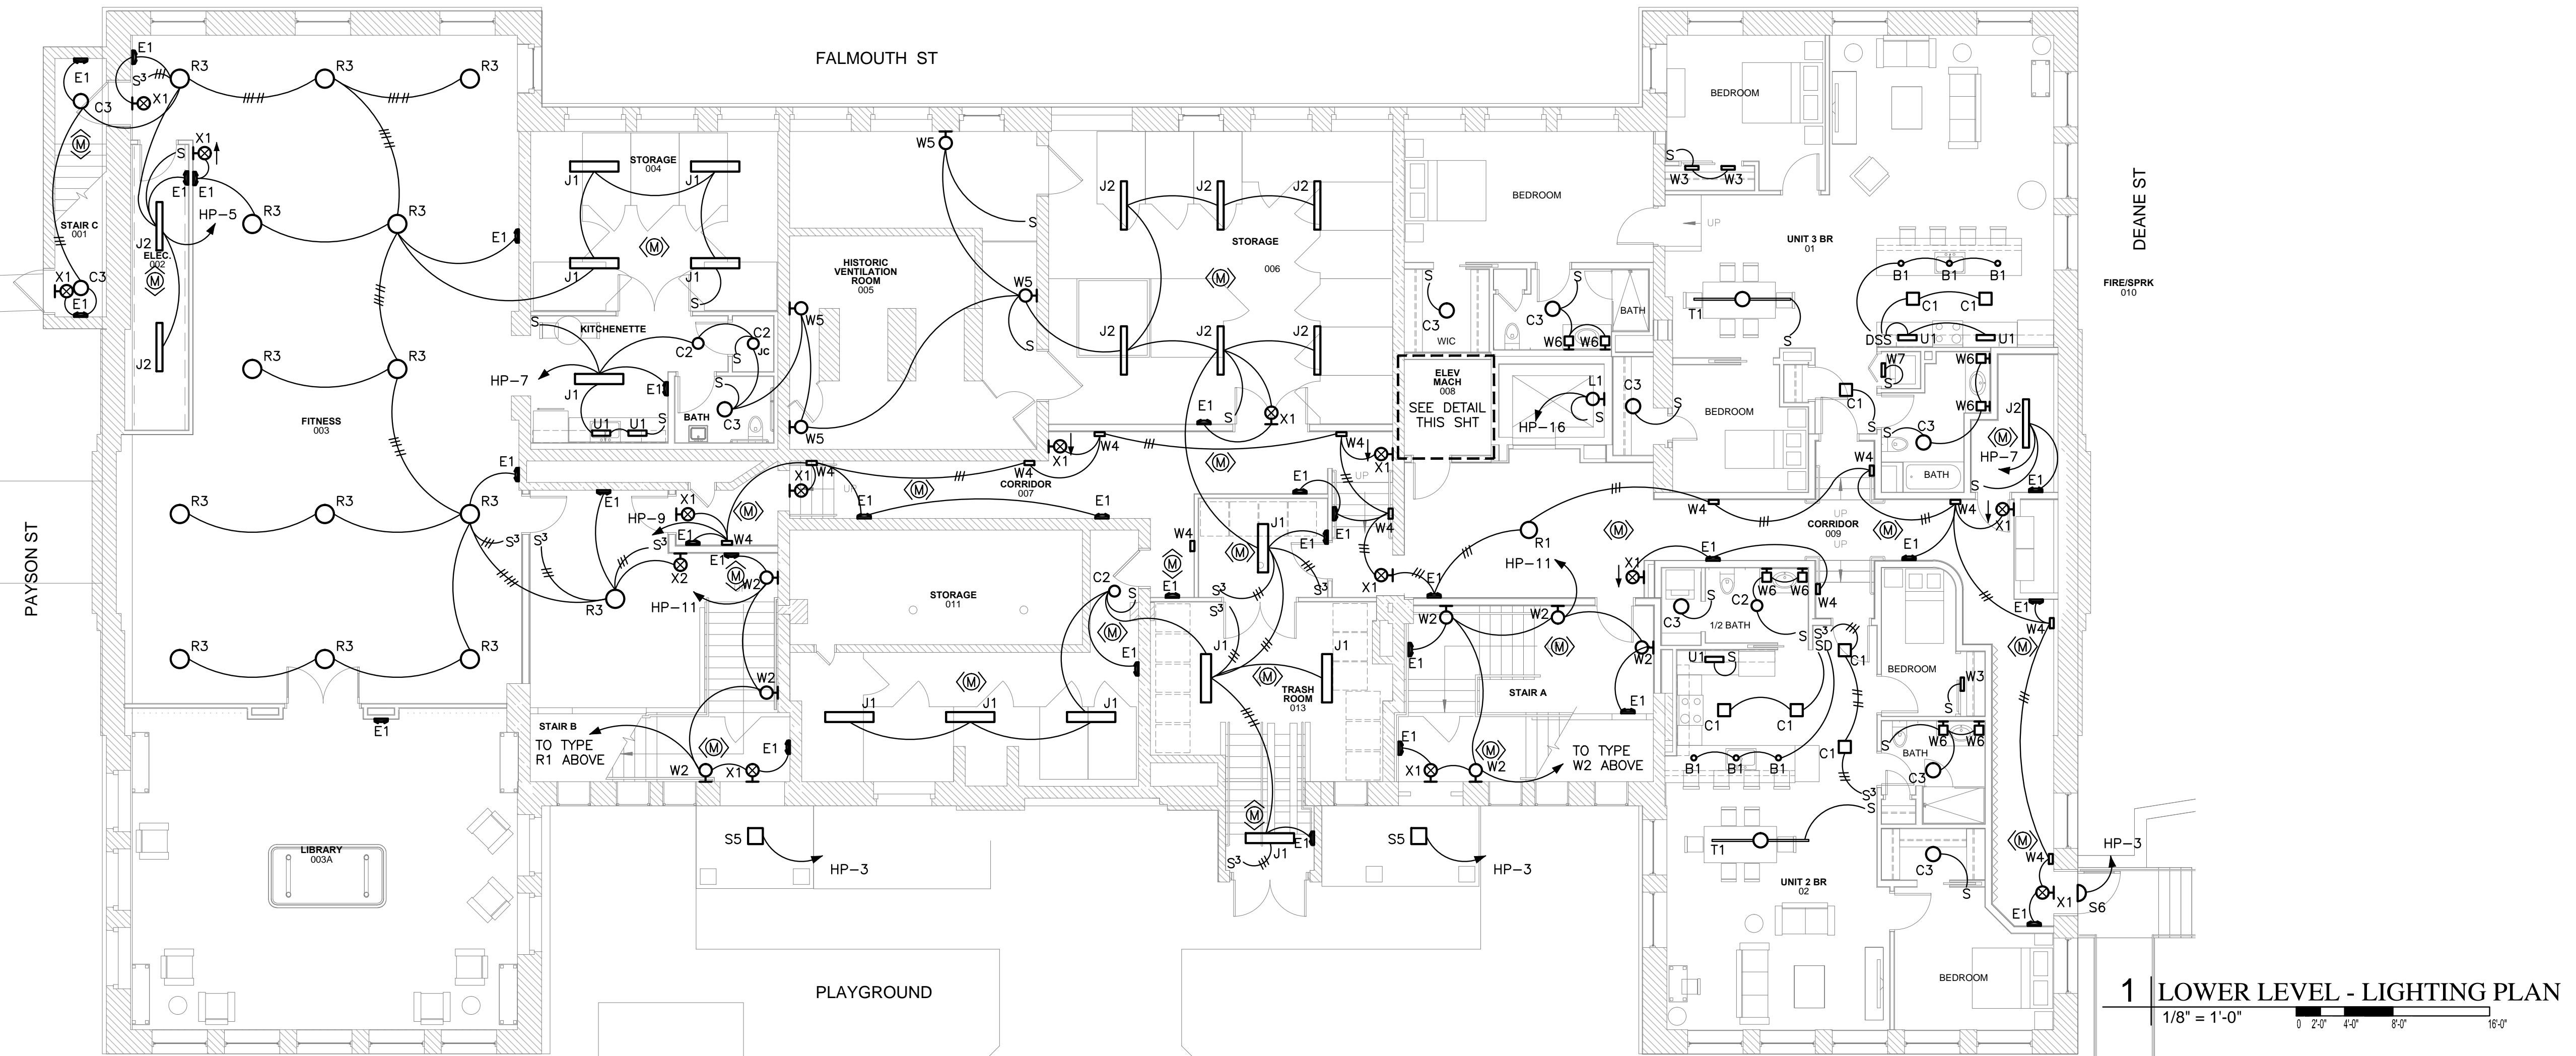 FALMOUTH ST
DEANE ST
PAYSON ST
PLAYGROUND
E1
E1
S³
R3
R3
R3
C3
X1
X1
S
E1
E1
STAIR C
001
HP-5
R3
R3
E1
J2
ELEC.
002
X1
C3
E1
J2
R3
R3
FITNESS
003
E1
R3
R3
R3
S³
R3
R3
R3
E1
LIBRARY
003A
STORAGE
004
J1
J1
J1
J1
S
S
KITCHENETTE
C2
C2
JC
S
HP-7
J1
E1
S
U1
U1
S
BATH
C3
HISTORIC
VENTILATION
ROOM
005
W5
S
W5
S
W5
W5
STORAGE
006
J2
J2
J2
J2
J2
J2
E1
S
X1
X1
W4
W4
X1
X1
W4
W4
UP
CORRIDOR
007
E1
E1
E1
UP
E1
X1
HP-9
S³
S³
E1
W4
E1
X2
W2
R3
HP-11
W2
STAIR B
TO TYPE
R1 ABOVE
W2
X1
E1
STORAGE
011
C2
S
E1
J1
J1
J1
W4
E1
J1
E1
W4
S³
S³
S³
X1
E1
J1
J1
TRASH
ROOM
013
J1
E1
S³
S5
HP-3
S5
HP-3
BEDROOM
S
C3
WIC
S
C3
BATH
W6
W6
ELEV
MACH
008
SEE DETAIL
THIS SHT
L1
S
HP-16
C3
S
R1
HP-11
W2
W2
W2
E1
E1
STAIR A
E1
X1
W2
TO TYPE
W2 ABOVE
BEDROOM
S
W3
W3
UP
UNIT 3 BR
01
T1
S
B1
B1
B1
C1
C1
DSS
U1
U1
W7
S
W6
W6
C1
S
BEDROOM
S
C3
BATH
W4
J2
HP-7
S
E1
W4
W4
X1
CORRIDOR
009
UP
UP
E1
E1
X1
FIRE/SPRK
010
C3
S
C2
W6
W6
W4
1/2 BATH
S
S³
SD
C1
U1
S
C1
C1
C1
B1
B1
B1
S³
S
T1
UNIT 2 BR
02
BEDROOM
W3
S
S
BATH
W6
W6
C3
C3
S
BEDROOM
E1
W4
W4
HP-3
X1
S6
E1
1
LOWER LEVEL - LIGHTING PLAN
1/8" = 1'-0"
0 2'-0" 4'-0" 8'-0" 16'-0"